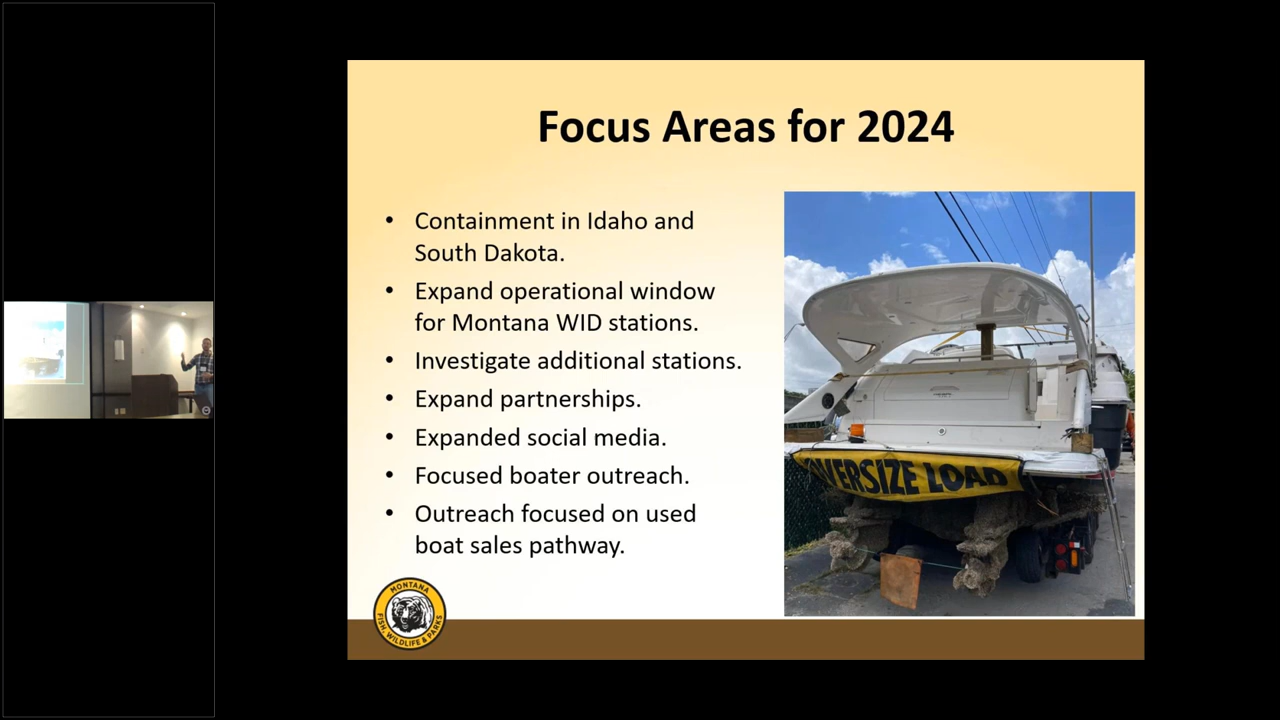 Focus Areas for 2024
• Containment in Idaho and
South Dakota.
• Expand operational window
for Montana WID stations.
• Investigate additional stations.
• Expand partnerships.
• Expanded social media.
• Focused boater outreach.
• Outreach focused on used
boat sales pathway.
OVERSIZE LOAD
MONTANA
FISH, WILDLIFE & PARKS